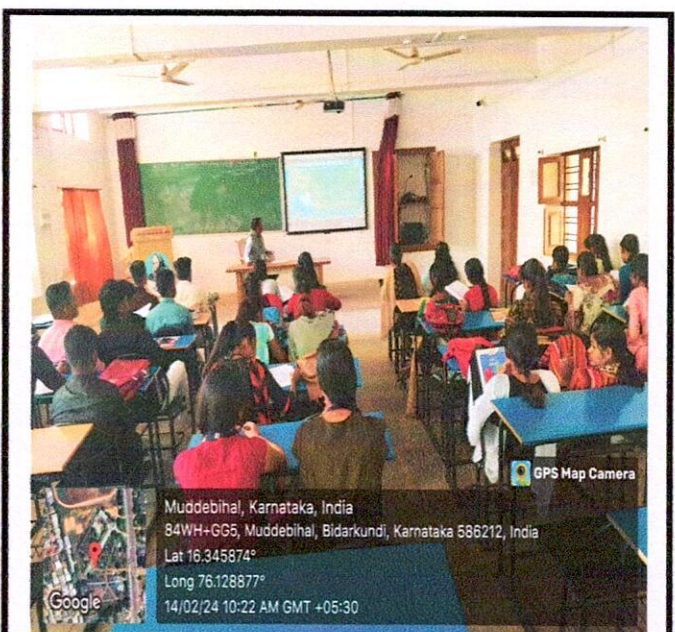 GPS Map Camera
Muddebihal, Karnataka, India
84WH+GG5, Muddebihal, Bidarkundi, Karnataka 586212, India
Lat 16.345874°
Long 76.128877°
14/02/24 10:22 AM GMT +05:30
Google